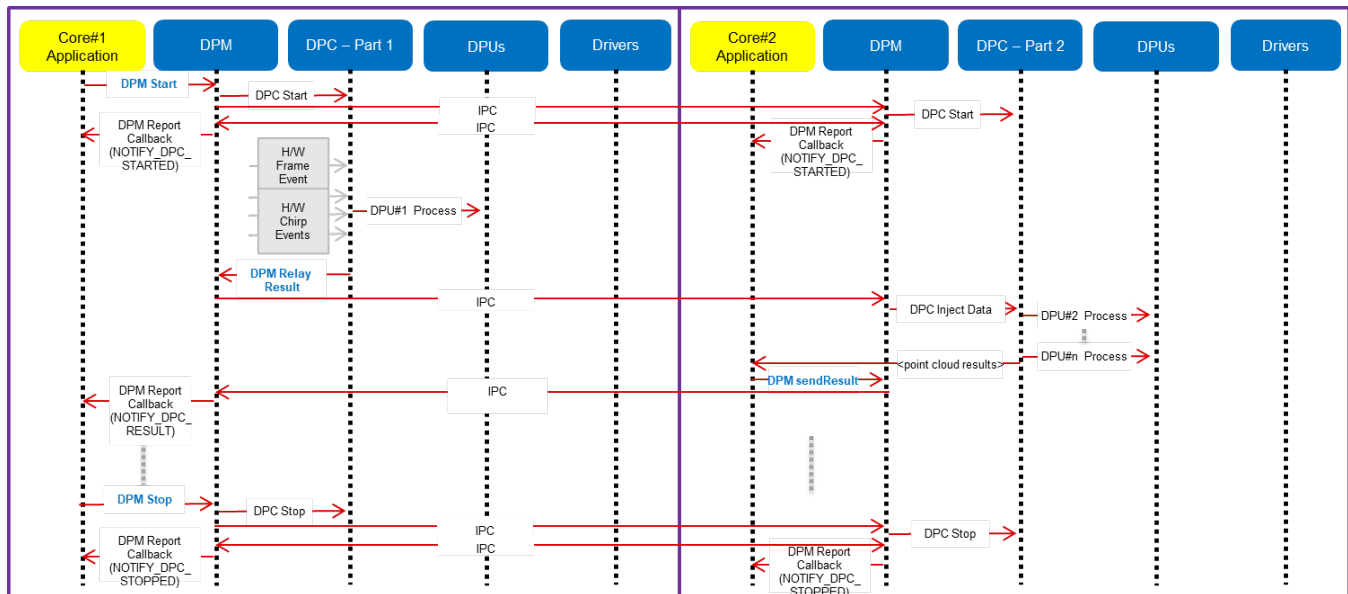 Core#1
Application
DPM
DPC – Part 1
DPUs
Drivers
Core#2
Application
DPM
DPC – Part 2
DPUs
Drivers
DPM Start
DPC Start
IPC
IPC
DPC Start
DPM Report
Callback
(NOTIFY_DPC_
STARTED)
DPM Report
Callback
(NOTIFY_DPC_
STARTED)
H/W
Frame
Event
H/W
Chirp
Events
DPU#1 Process
DPM Relay
Result
IPC
DPC Inject Data
DPU#2 Process
DPU#n Process
<point cloud results>
DPM sendResult
IPC
DPM Report
Callback
(NOTIFY_DPC_
RESULT)
DPM Stop
DPC Stop
IPC
IPC
DPC Stop
DPM Report
Callback
(NOTIFY_DPC_
STOPPED)
DPM Report
Callback
(NOTIFY_DPC_
STOPPED)